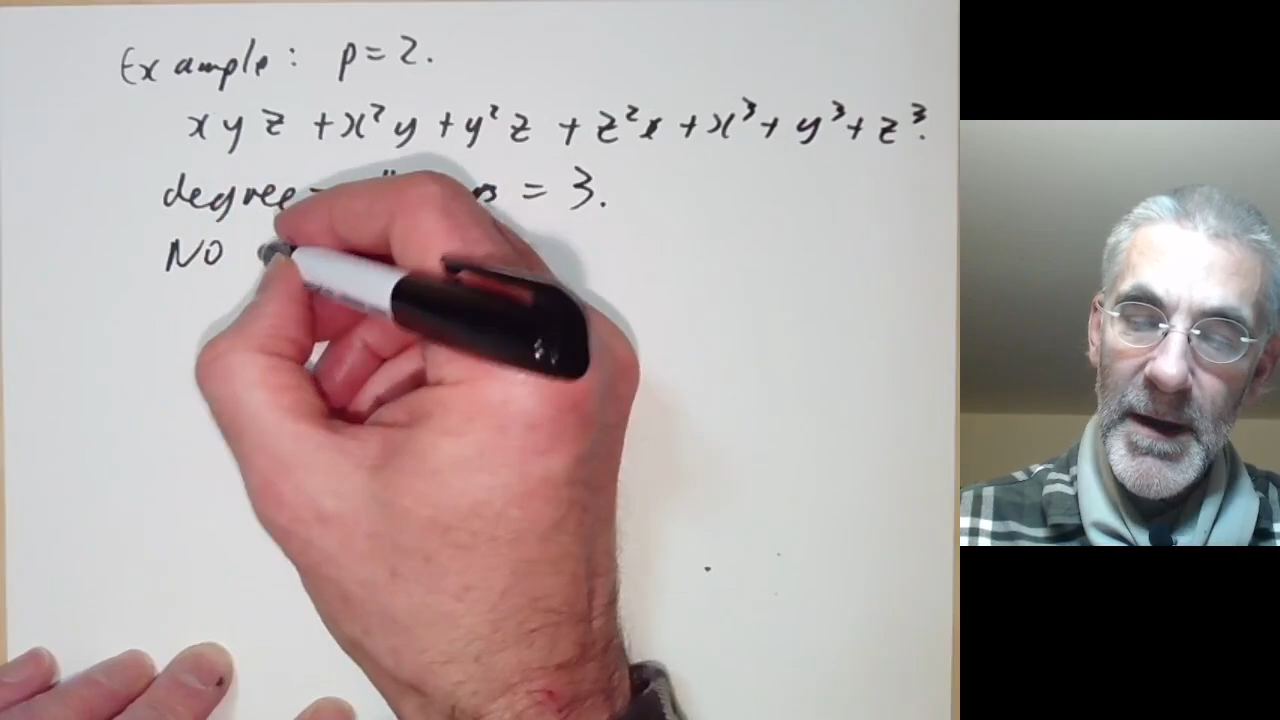 Example: p=2.
xyz + x²y + y²z + z²x + x³ + y³ + z³.
degree = 3.
NO